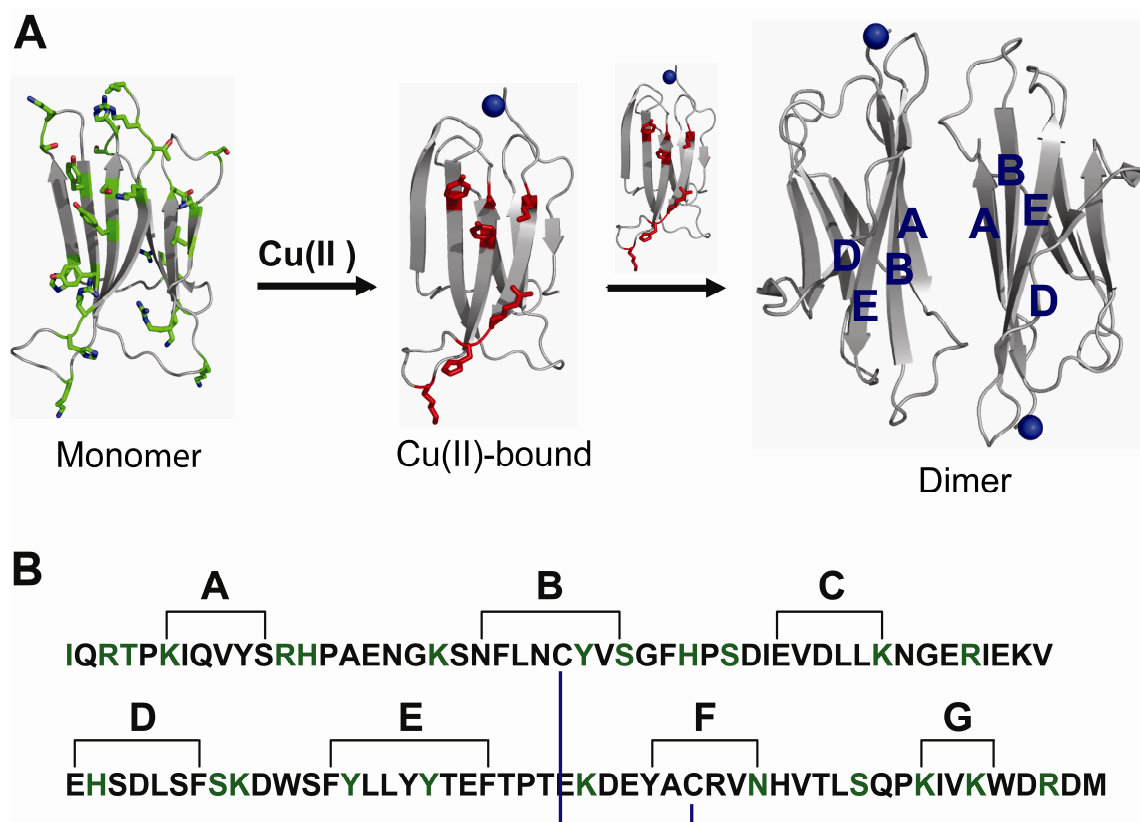 A
Cu(II )
B
A
A
E
D
B
D
E
Monomer
Cu(II)-bound
Dimer
B
A B C
IQRTPKIQVYSRHPAENGKSNFLNCYVSGFHPSDIEVDLLKNGERIEKV
D E F G
EHSDLSFSKDWSFYLLYYTEFTPTEKDEYACRVNHVTLSQPKIVKWDRDM